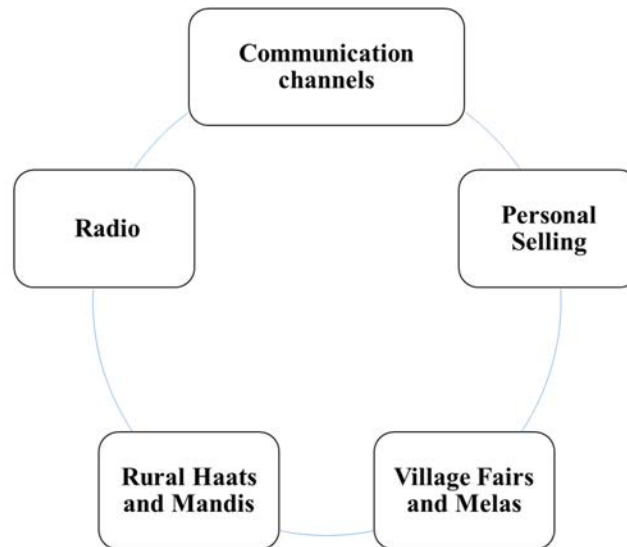 Communication
channels
Radio
Personal
Selling
Rural Haats
and Mandis
Village Fairs
and Melas